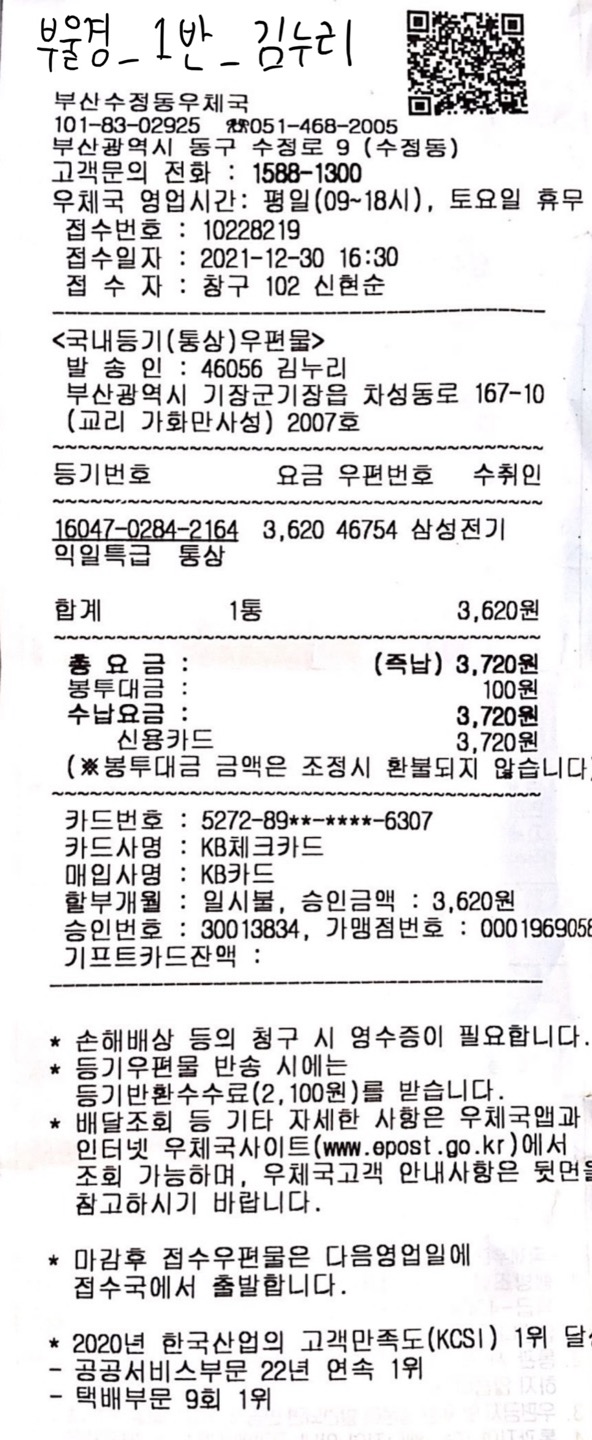 부울경_1반_김누리
부산수정동우체국
101-83-02925 ☎051-468-2005
부산광역시 동구 수정로 9 (수정동)
고객문의 전화 : 1588-1300
우체국 영업시간: 평일(09~18시), 토요일 휴무
접수번호 : 10228219
접수일자 : 2021-12-30 16:30
접 수 자 : 창구 102 신현순
<국내등기(통상)우편물>
발 송 인 : 46056 김누리
부산광역시 기장군기장읍 차성동로 167-10
(교리 가화만사성) 2007호
등기번호 요금 우편번호 수취인
16047-0284-2164 3,620 46754 삼성전기
익일특급 통상
합계 1통 3,620원
총 요 금 : (즉납) 3,720원
봉투대금 : 100원
수납요금 : 3,720원
신용카드 3,720원
(※봉투대금 금액은 조정시 환불되지 않습니다)
카드번호 : 5272-89**-****-6307
카드사명 : KB체크카드
매입사명 : KB카드
할부개월 : 일시불, 승인금액 : 3,620원
승인번호 : 30013834, 가맹점번호 : 0001969058
기프트카드잔액 :
* 손해배상 등의 청구 시 영수증이 필요합니다.
* 등기우편물 반송 시에는
등기반환수수료(2,100원)를 받습니다.
* 배달조회 등 기타 자세한 사항은 우체국앱과
인터넷 우체국사이트(www.epost.go.kr)에서
조회 가능하며, 우체국고객 안내사항은 뒷면을
참고하시기 바랍니다.
* 마감후 접수우편물은 다음영업일에
접수국에서 출발합니다.
* 2020년 한국산업의 고객만족도(KCSI) 1위 달성
- 공공서비스부문 22년 연속 1위
- 택배부문 9회 1위